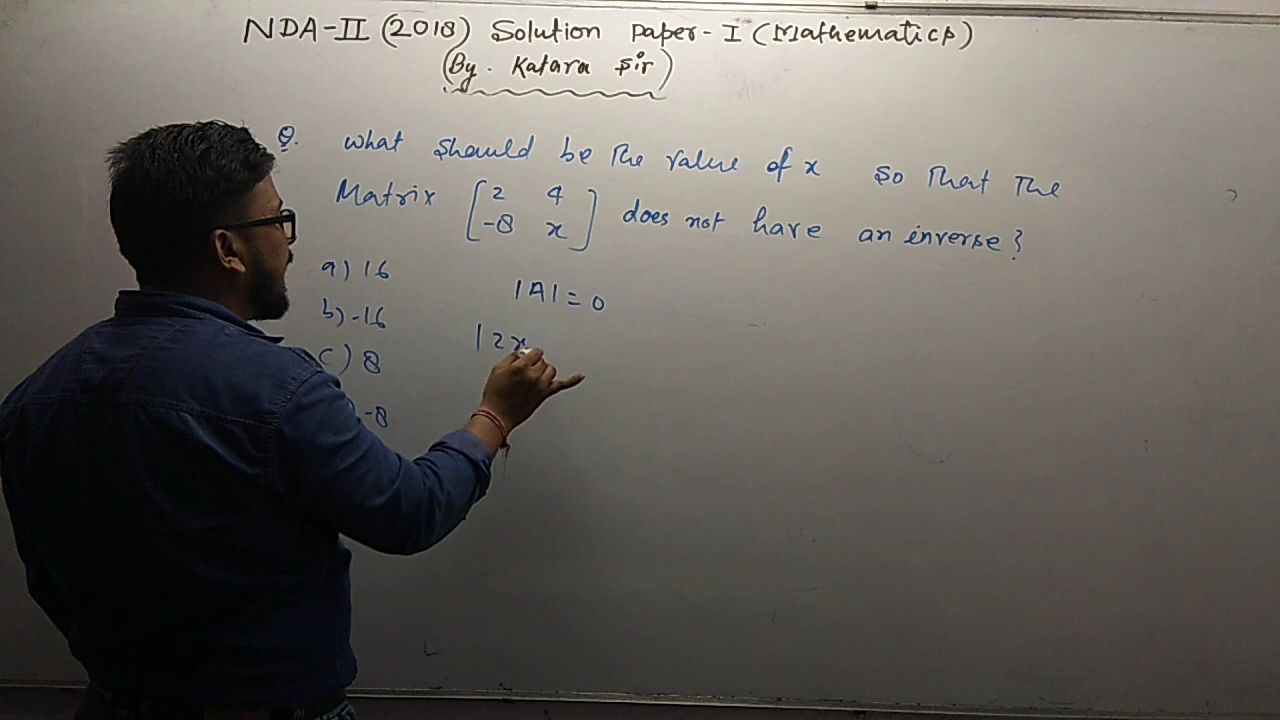 NDA-II (2018) Solution Paper-I (Mathematics)
(By. Katara Sir)
Q. what should be the value of x so that the
Matrix [2 4
-8 x] does not have an inverse?
a) 16
b) -16
c) 8
-8
|A| = 0
|2x